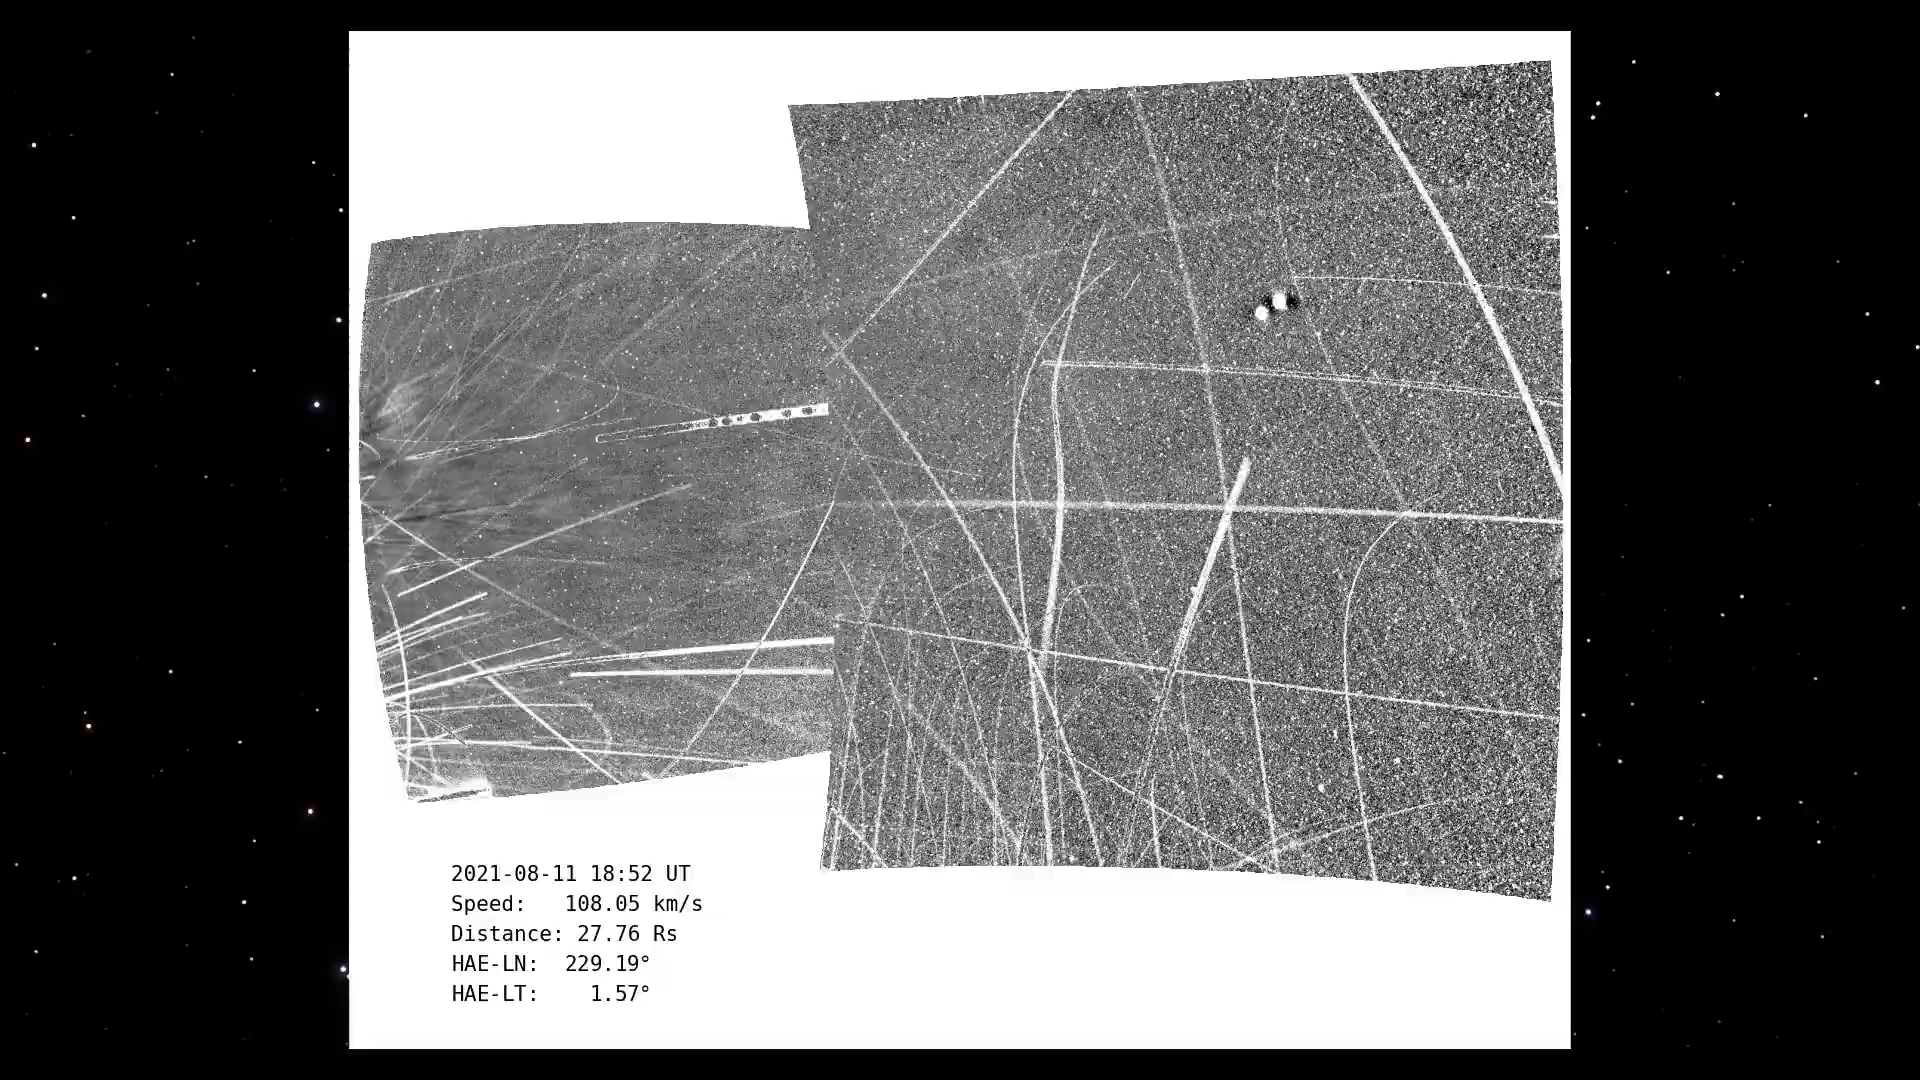 2021-08-11 18:52 UT
Speed: 108.05 km/s
Distance: 27.76 Rs
HAE-LN: 229.19°
HAE-LT: 1.57°